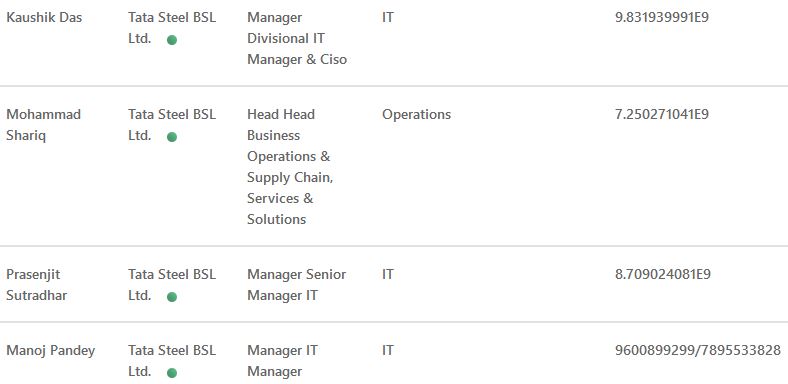 Kaushik Das
Tata Steel BSL
Ltd.
Manager
Divisional IT
Manager & Ciso
IT
9.831939991E9
Mohammad
Shariq
Tata Steel BSL
Ltd.
Head Head
Business
Operations &
Supply Chain,
Services &
Solutions
Operations
7.250271041E9
Prasenjit
Sutradhar
Tata Steel BSL
Ltd.
Manager Senior
Manager IT
IT
8.709024081E9
Manoj Pandey
Tata Steel BSL
Ltd.
Manager IT
Manager
IT
9600899299/7895533828